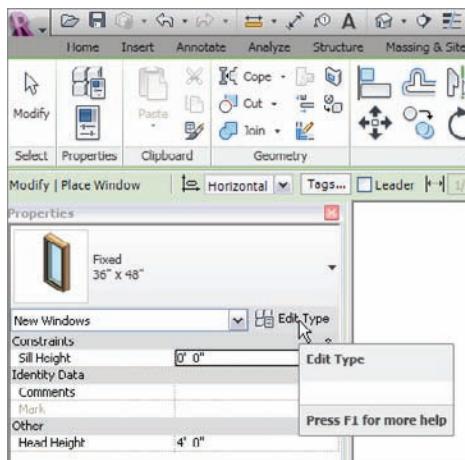 R A
Home Insert Annotate Analyze Structure Massing & Site
Modify Paste Cope
Cut
Join
Select Properties Clipboard Geometry
Modify | Place Window Horizontal Tags... Leader
Properties
Fixed
36" x 48"
New Windows Edit Type
Constraints
Sill Height 0' 0"
Identity Data
Comments
Mark
Other
Head Height 4' 0"
Edit Type
Press F1 for more help